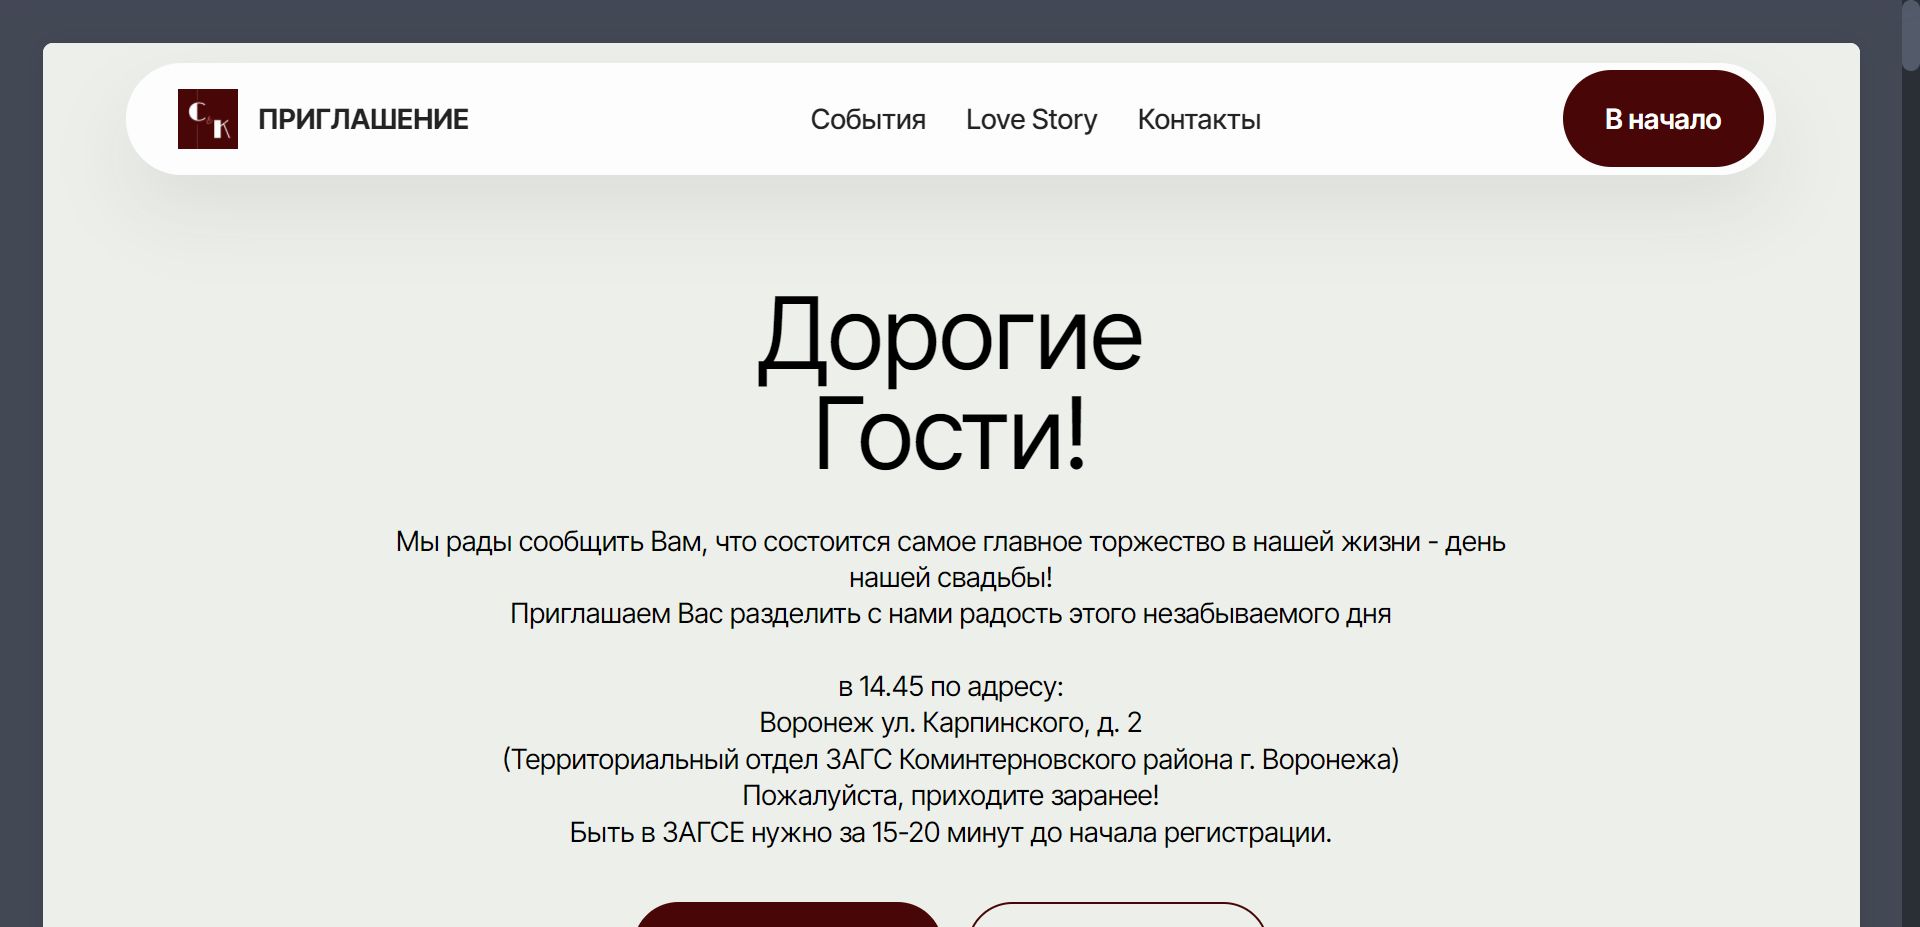 С&К
ПРИГЛАШЕНИЕ
События
Love Story
Контакты
В начало
Дорогие
Гости!
Мы рады сообщить Вам, что состоится самое главное торжество в нашей жизни - день
нашей свадьбы!
Приглашаем Вас разделить с нами радость этого незабываемого дня
в 14.45 по адресу:
Воронеж ул. Карпинского, д. 2
(Территориальный отдел ЗАГС Коминтерновского района г. Воронежа)
Пожалуйста, приходите заранее!
Быть в ЗАГСЕ нужно за 15-20 минут до начала регистрации.